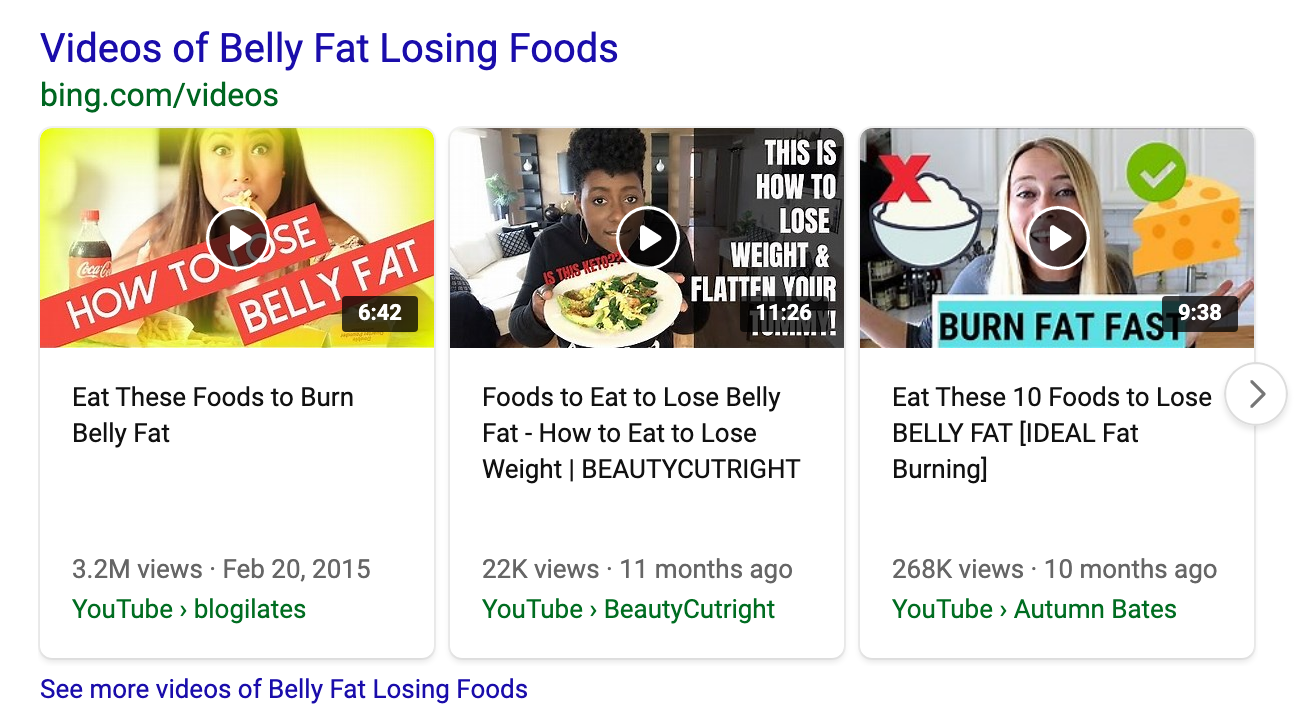 Videos of Belly Fat Losing Foods
bing.com/videos
Coca-Cola
HOW TO LOSE
BELLY FAT
6:42
IS THIS KETO??
THIS IS
HOW TO
LOSE
WEIGHT &
FLATTEN YOUR
TUMMY!
11:26
BURN FAT FAST
9:38
Eat These Foods to Burn
Belly Fat
3.2M views · Feb 20, 2015
YouTube › blogilates
Foods to Eat to Lose Belly
Fat - How to Eat to Lose
Weight | BEAUTYCUTRIGHT
22K views · 11 months ago
YouTube › BeautyCutright
Eat These 10 Foods to Lose
BELLY FAT [IDEAL Fat
Burning]
268K views · 10 months ago
YouTube › Autumn Bates
See more videos of Belly Fat Losing Foods